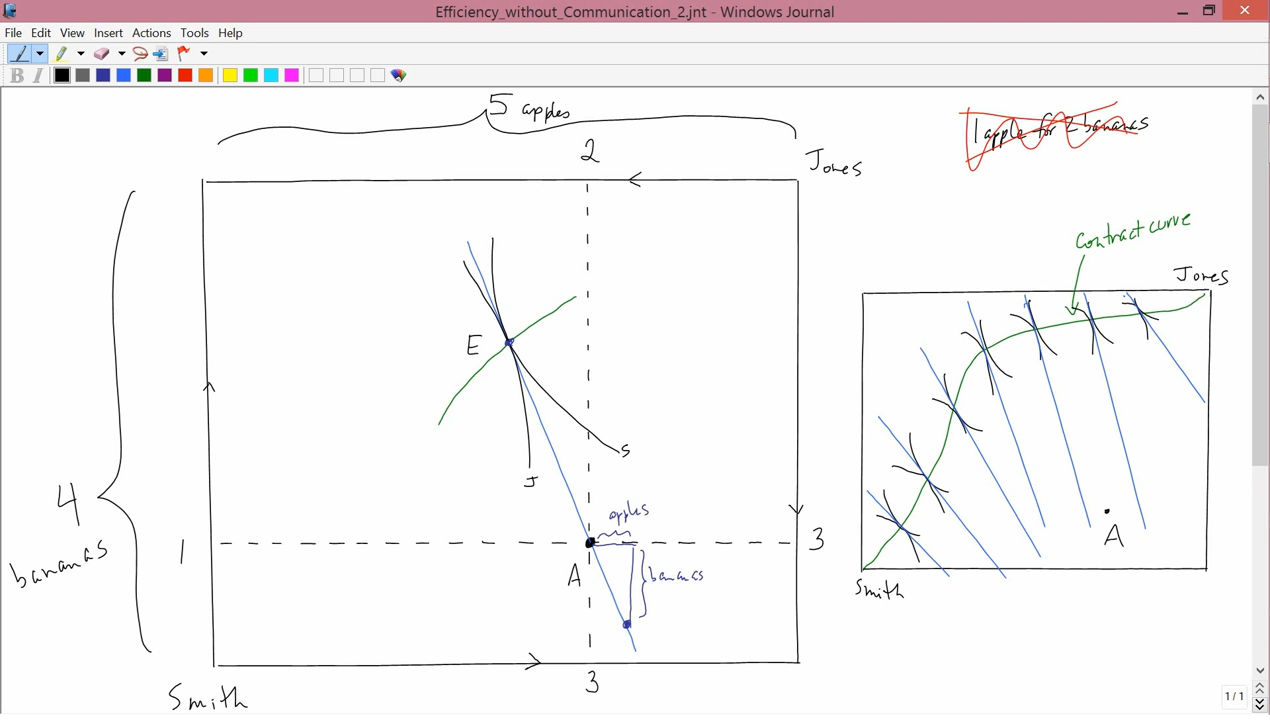 Efficiency_without_Communication_2.jnt - Windows Journal
File Edit View Insert Actions Tools Help
B I
5 apples
1 apple for 2 bananas
2
Jones
contract curve
Jones
E
S
J
4
bananas
1
apples
3
A
bananas
A
Smith
3
Smith
1 / 1